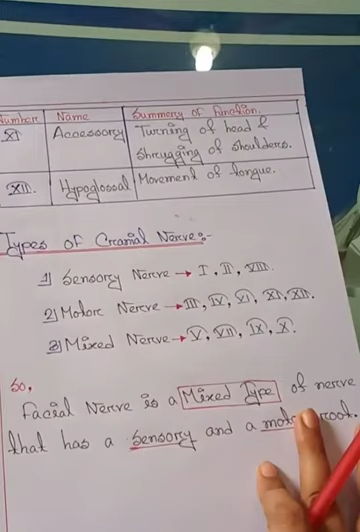 Number Name Summary of Function.
XI Accessory Turning of head &
Shrugging of shoulders.
XII. Hypoglossal Movement of tongue.
Types of Cranial Nerve:-
1) Sensory Nerve → I, II, VIII.
2) Motor Nerve → III, IV, VI, XI, XII.
3) Mixed Nerve → V, VII, IX, X.
So,
Facial Nerve is a Mixed Type of nerve
that has a sensory and a motor root.